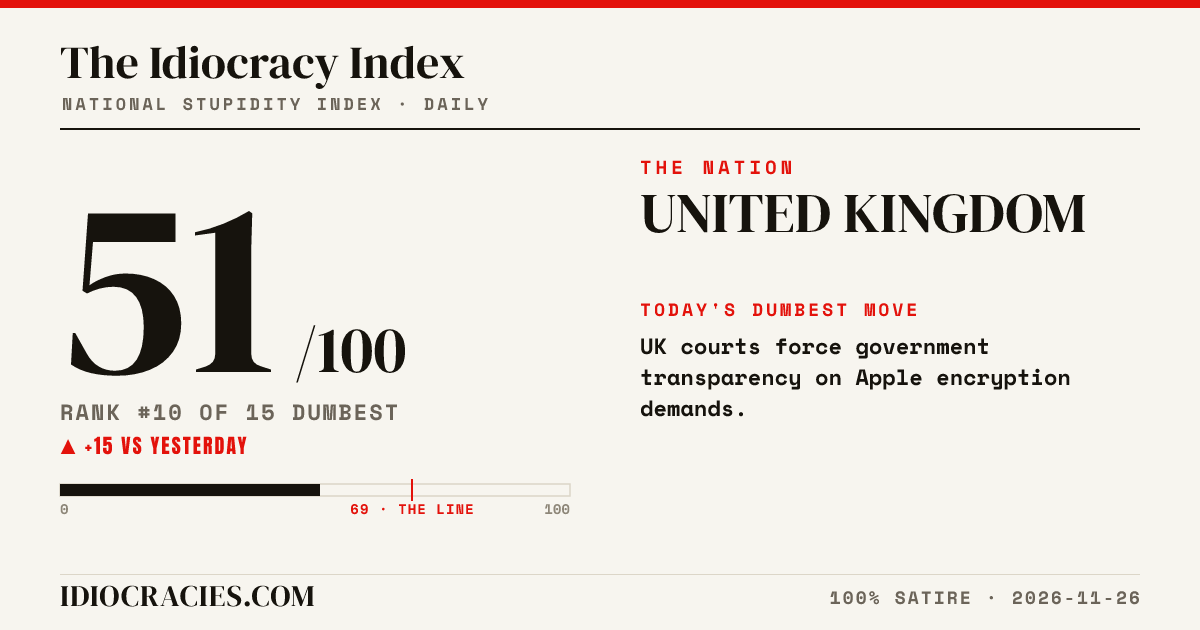 The Idiocracy Index
NATIONAL STUPIDITY INDEX · DAILY
51 /100
RANK #10 OF 15 DUMBEST
▲ +15 VS YESTERDAY
0
69 · THE LINE
100
THE NATION
UNITED KINGDOM
TODAY'S DUMBEST MOVE
UK courts force government
transparency on Apple encryption
demands.
IDIOCRACIES.COM
100% SATIRE · 2026-11-26